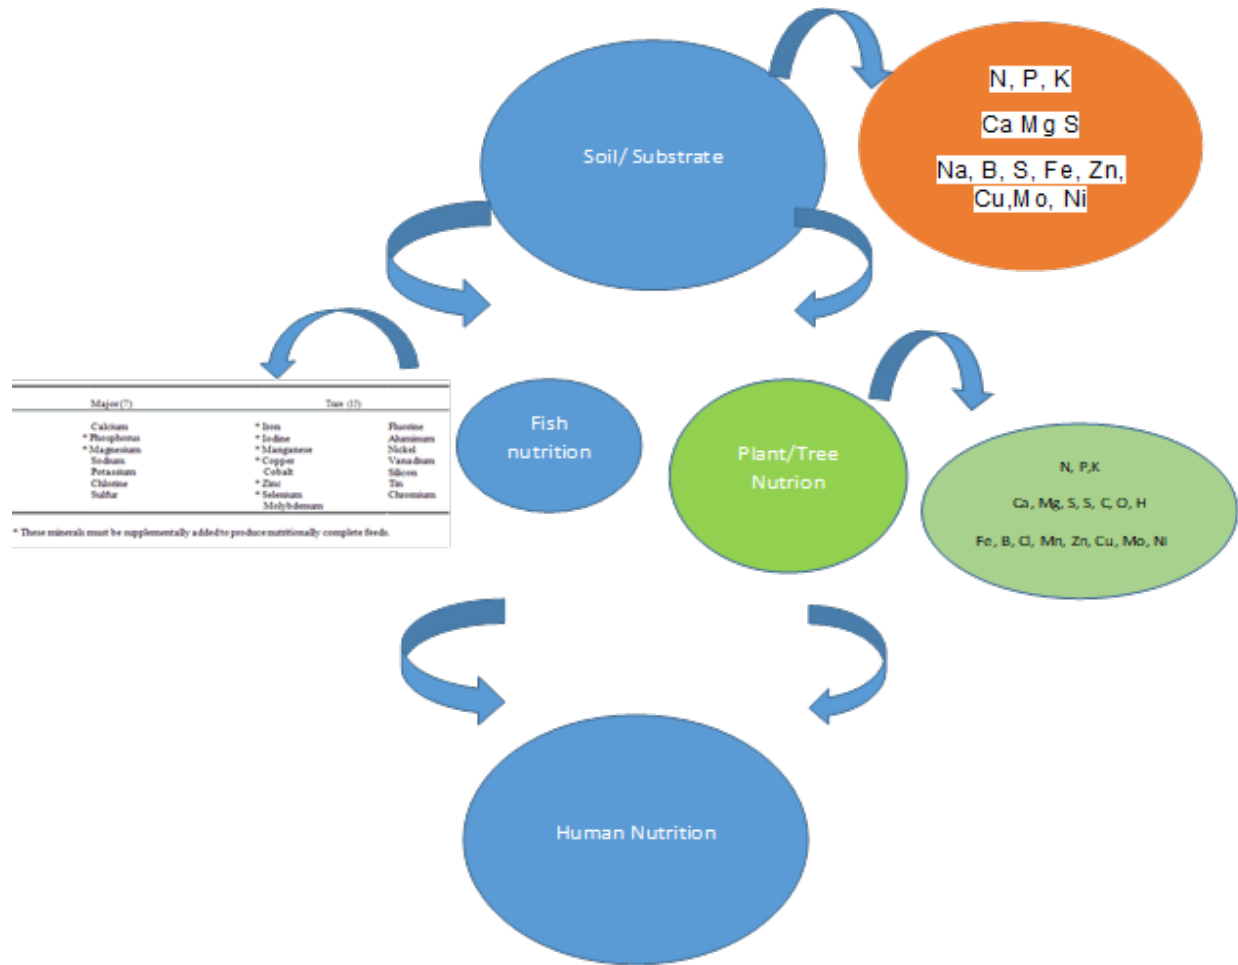 N, P, K
Ca Mg S
Na, B, S, Fe, Zn,
Cu,Mo, Ni
Soil/ Substrate
Major (7) Trace (15)
Calcium * Iron Fluorine
* Phosphorus * Iodine Aluminum
* Magnesium * Manganese Nickel
Sodium * Copper Vanadium
Potassium Cobalt Silicon
Chlorine * Zinc Tin
Sulfur * Selenium Chromium
Molybdenum
* These minerals must be supplementally added to produce nutritionally complete feeds.
Fish
nutrition
Plant/Tree
Nutrion
N, P,K
Ca, Mg, S, S, C, O, H
Fe, B, Cl, Mn, Zn, Cu, Mo, Ni
Human Nutrition